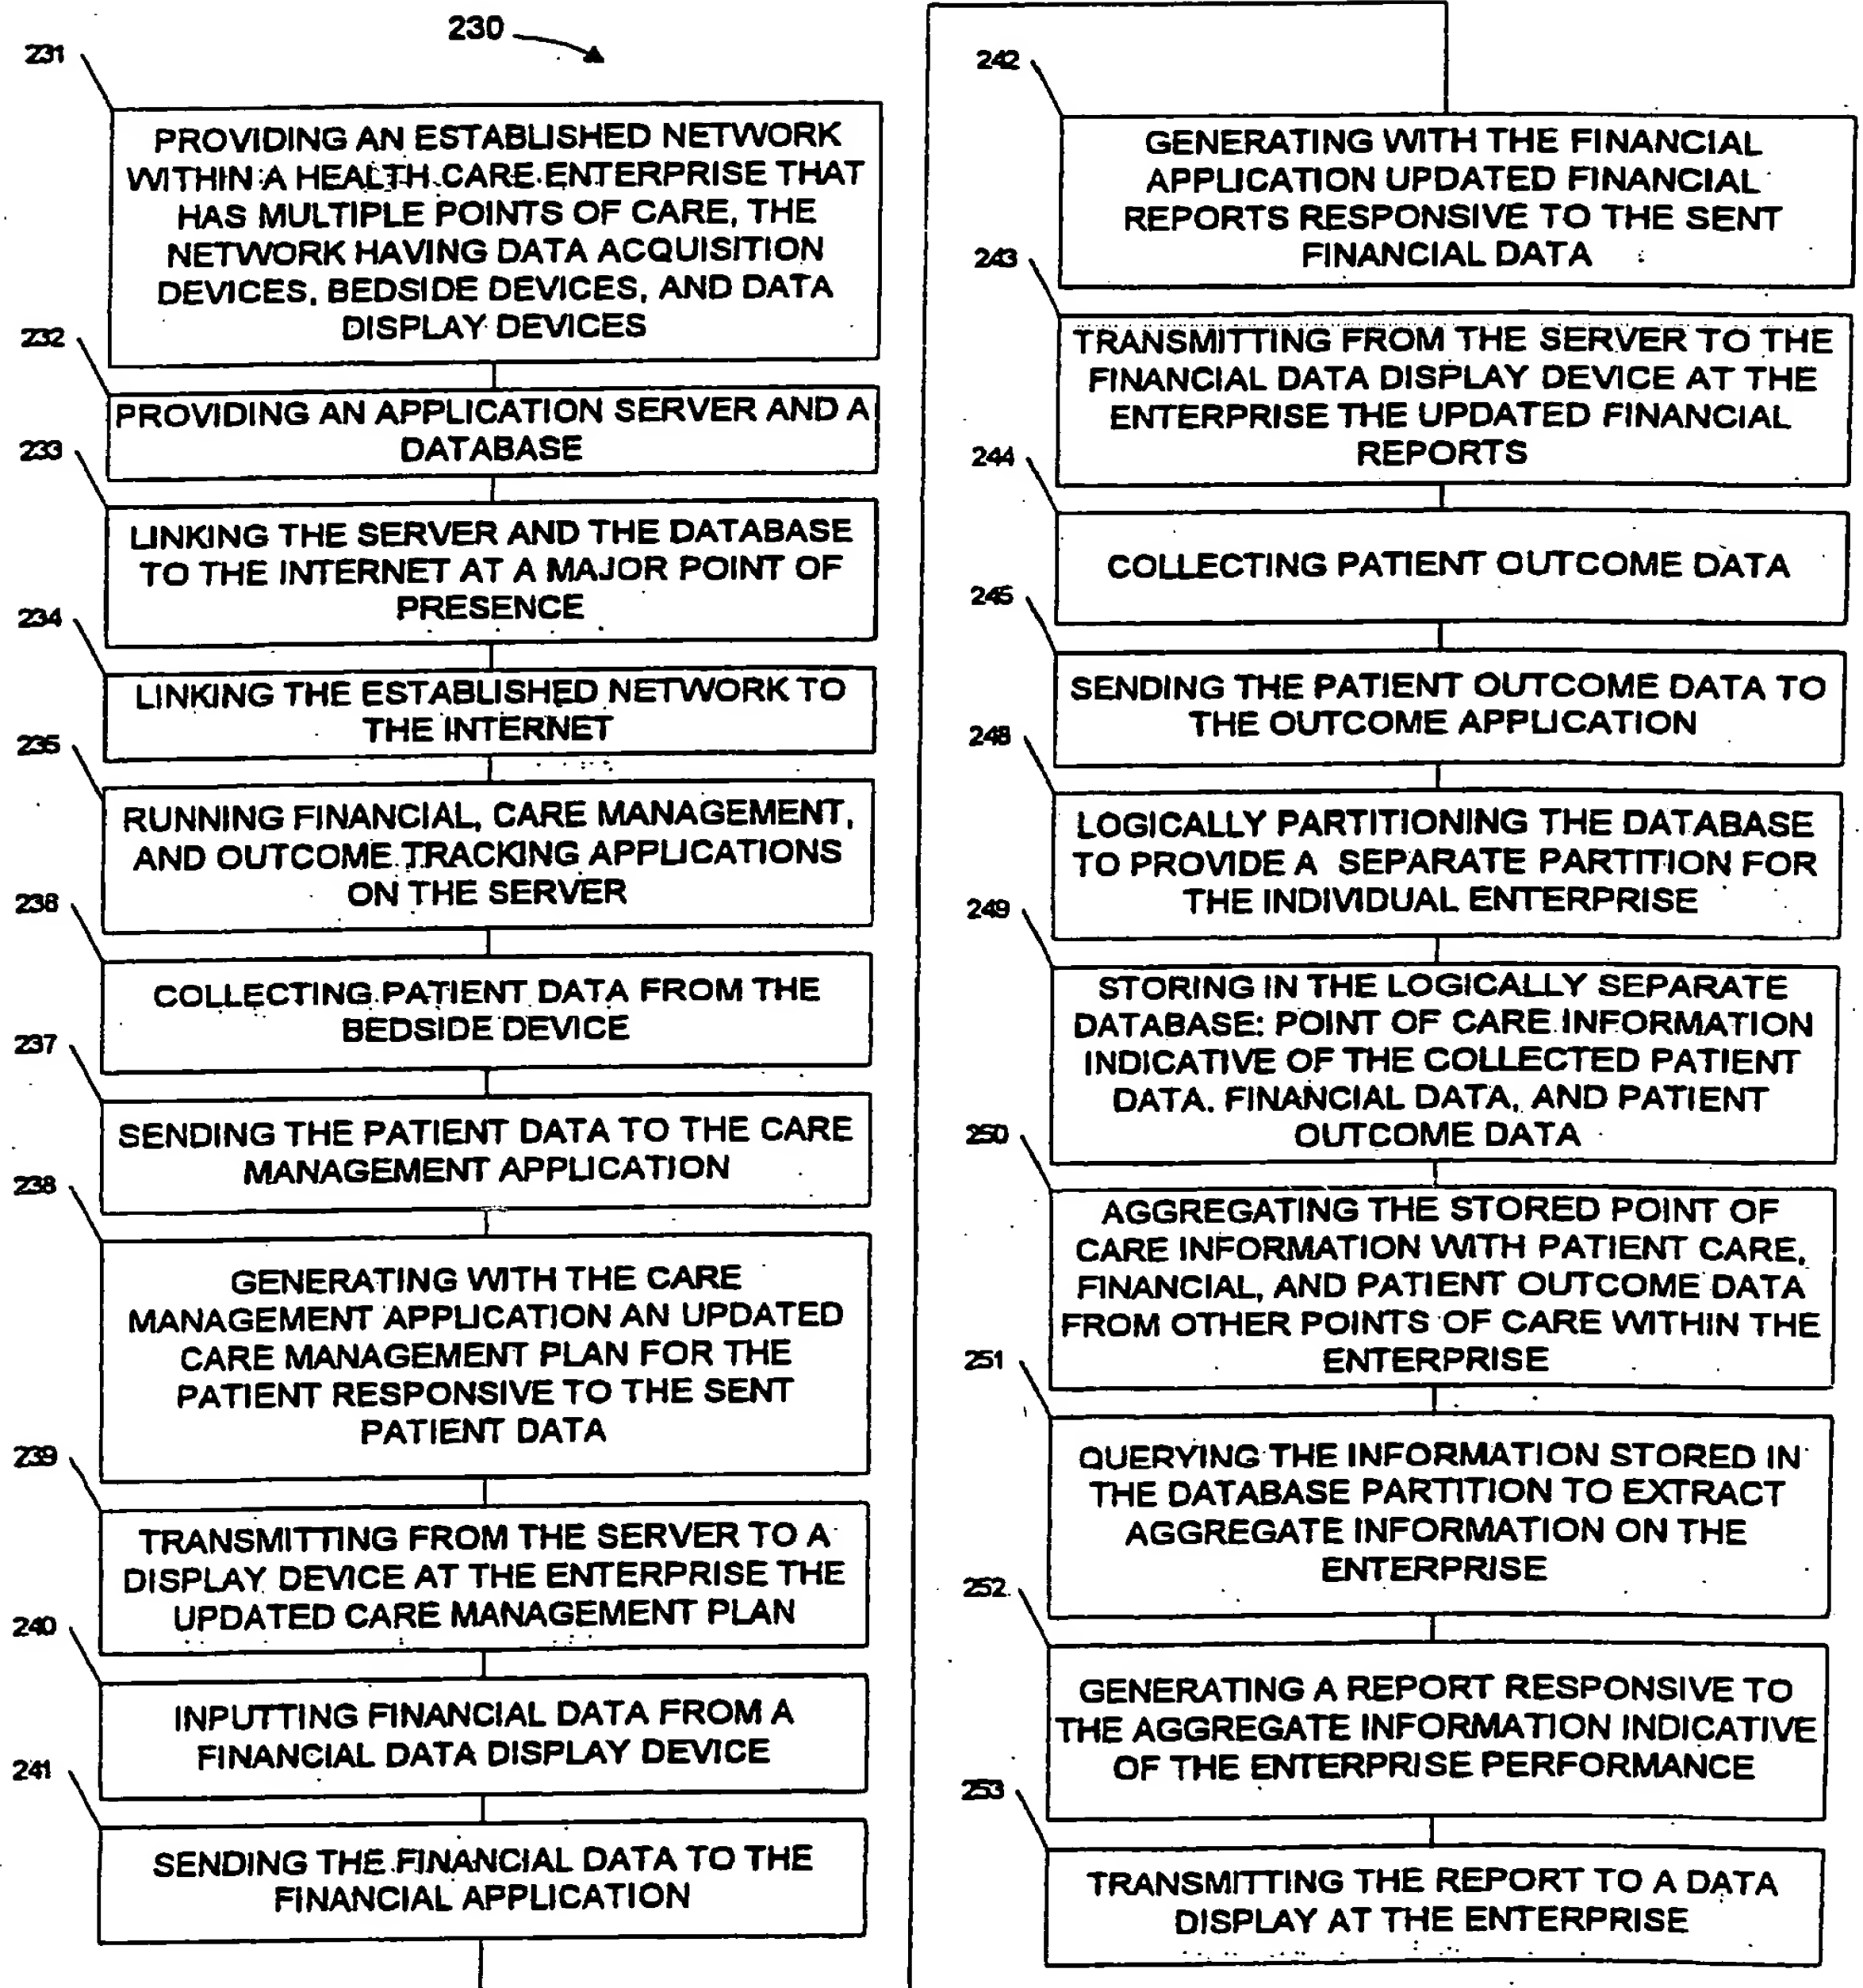 230
231
PROVIDING AN ESTABLISHED NETWORK
WITHIN A HEALTH CARE ENTERPRISE THAT
HAS MULTIPLE POINTS OF CARE, THE
NETWORK HAVING DATA ACQUISITION
DEVICES, BEDSIDE DEVICES, AND DATA
DISPLAY DEVICES
232
PROVIDING AN APPLICATION SERVER AND A
DATABASE
233
LINKING THE SERVER AND THE DATABASE
TO THE INTERNET AT A MAJOR POINT OF
PRESENCE
234
LINKING THE ESTABLISHED NETWORK TO
THE INTERNET
235
RUNNING FINANCIAL, CARE MANAGEMENT,
AND OUTCOME TRACKING APPLICATIONS
ON THE SERVER
238
COLLECTING PATIENT DATA FROM THE
BEDSIDE DEVICE
237
SENDING THE PATIENT DATA TO THE CARE
MANAGEMENT APPLICATION
238
GENERATING WITH THE CARE
MANAGEMENT APPLICATION AN UPDATED
CARE MANAGEMENT PLAN FOR THE
PATIENT RESPONSIVE TO THE SENT
PATIENT DATA
239
TRANSMITTING FROM THE SERVER TO A
DISPLAY DEVICE AT THE ENTERPRISE THE
UPDATED CARE MANAGEMENT PLAN
240
INPUTTING FINANCIAL DATA FROM A
FINANCIAL DATA DISPLAY DEVICE
241
SENDING THE FINANCIAL DATA TO THE
FINANCIAL APPLICATION
242
GENERATING WITH THE FINANCIAL
APPLICATION UPDATED FINANCIAL
REPORTS RESPONSIVE TO THE SENT
FINANCIAL DATA
243
TRANSMITTING FROM THE SERVER TO THE
FINANCIAL DATA DISPLAY DEVICE AT THE
ENTERPRISE THE UPDATED FINANCIAL
REPORTS
244
COLLECTING PATIENT OUTCOME DATA
245
SENDING THE PATIENT OUTCOME DATA TO
THE OUTCOME APPLICATION
248
LOGICALLY PARTITIONING THE DATABASE
TO PROVIDE A SEPARATE PARTITION FOR
THE INDIVIDUAL ENTERPRISE
249
STORING IN THE LOGICALLY SEPARATE
DATABASE: POINT OF CARE INFORMATION
INDICATIVE OF THE COLLECTED PATIENT
DATA, FINANCIAL DATA, AND PATIENT
OUTCOME DATA
250
AGGREGATING THE STORED POINT OF
CARE INFORMATION WITH PATIENT CARE,
FINANCIAL, AND PATIENT OUTCOME DATA
FROM OTHER POINTS OF CARE WITHIN THE
ENTERPRISE
251
QUERYING THE INFORMATION STORED IN
THE DATABASE PARTITION TO EXTRACT
AGGREGATE INFORMATION ON THE
ENTERPRISE
252
GENERATING A REPORT RESPONSIVE TO
THE AGGREGATE INFORMATION INDICATIVE
OF THE ENTERPRISE PERFORMANCE
253
TRANSMITTING THE REPORT TO A DATA
DISPLAY AT THE ENTERPRISE